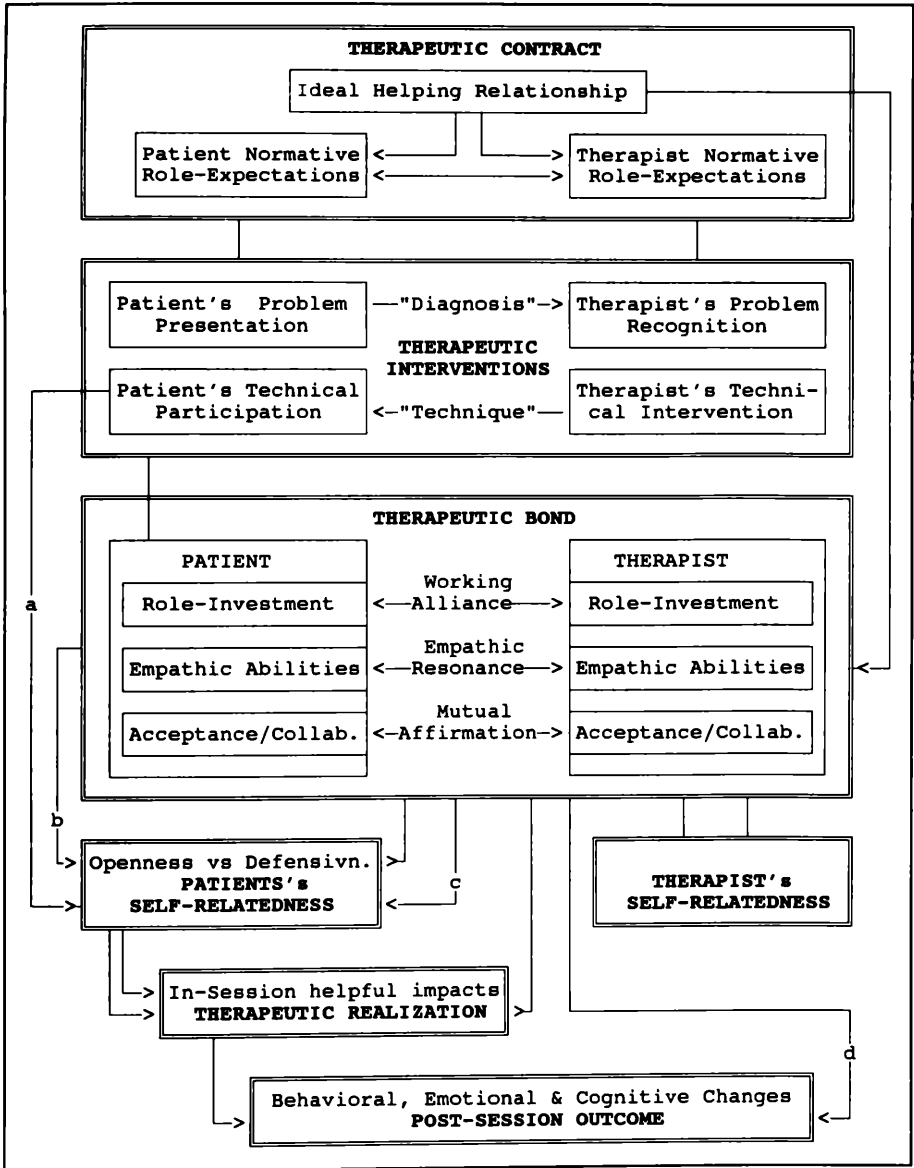 THERAPEUTIC CONTRACT
Ideal Helping Relationship
Patient Normative
Role-Expectations
Therapist Normative
Role-Expectations
Patient's Problem
Presentation
"Diagnosis"
Therapist's Problem
Recognition
THERAPEUTIC
INTERVENTIONS
Patient's Technical
Participation
"Technique"
Therapist's Techni-
cal Intervention
THERAPEUTIC BOND
PATIENT
THERAPIST
Role-Investment
Working
Alliance
Role-Investment
Empathic Abilities
Empathic
Resonance
Empathic Abilities
Acceptance/Collab.
Mutual
Affirmation
Acceptance/Collab.
a
b
c
Openness vs Defensivn.
PATIENTS's
SELF-RELATEDNESS
THERAPIST's
SELF-RELATEDNESS
In-Session helpful impacts
THERAPEUTIC REALIZATION
d
Behavioral, Emotional & Cognitive Changes
POST-SESSION OUTCOME